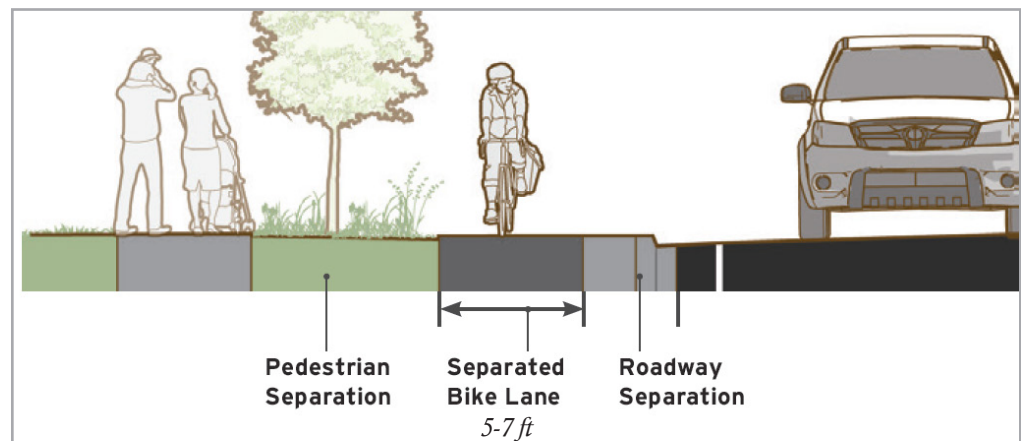 Pedestrian
Separation
Separated
Bike Lane
5-7 ft
Roadway
Separation